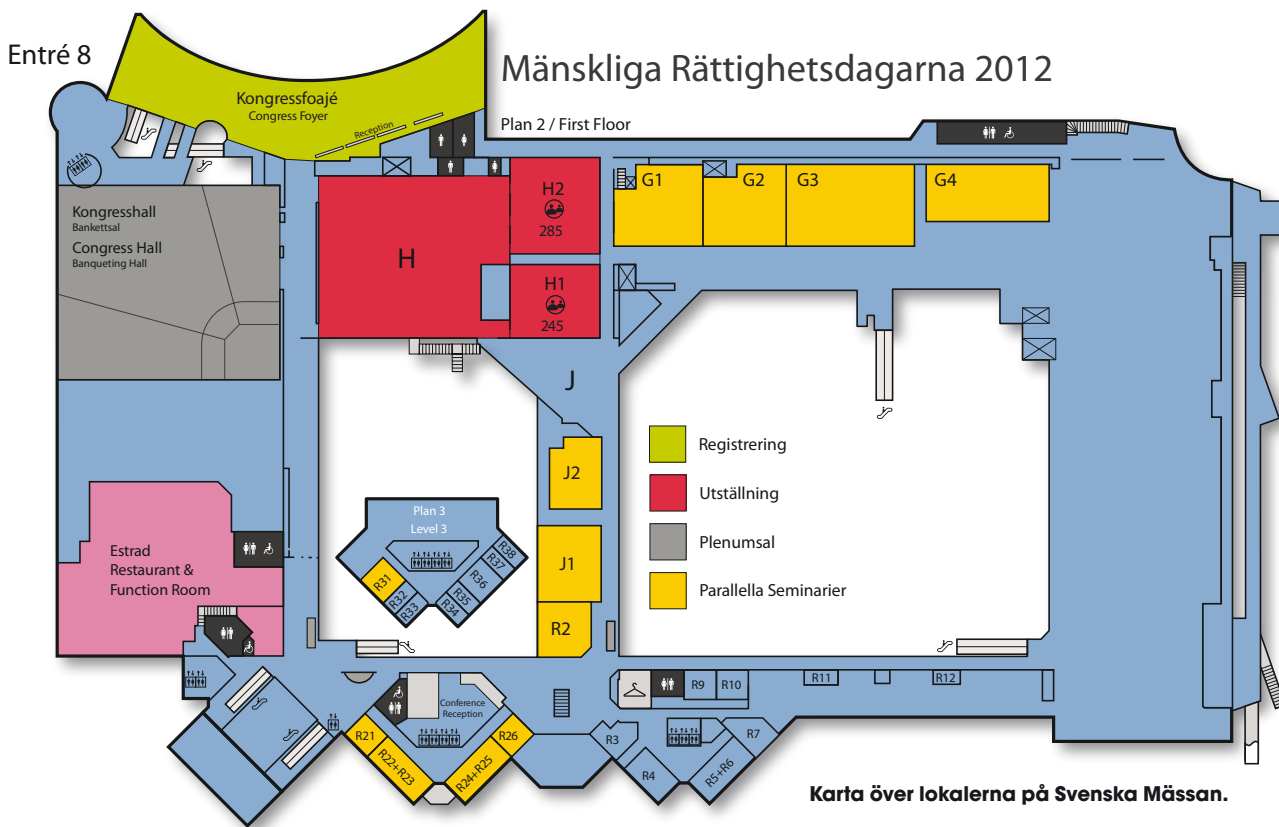 Entré 8
Mänskliga Rättighetsdagarna 2012
Plan 2 / First Floor
Kongressfoajé
Congress Foyer
Reception
Kongresshall
Bankettsal
Congress Hall
Banqueting Hall
H
H2
285
H1
245
G1
G2
G3
G4
J
J2
J1
R2
Registrering
Utställning
Plenumsal
Parallella Seminarier
Plan 3
Level 3
R31
R32
R33
R34
R35
R36
R37
R38
Estrad
Restaurant &
Function Room
Conference
Reception
R21
R22+R23
R24+R25
R26
R3
R4
R5+R6
R7
R9
R10
R11
R12
Karta över lokalerna på Svenska Mässan.